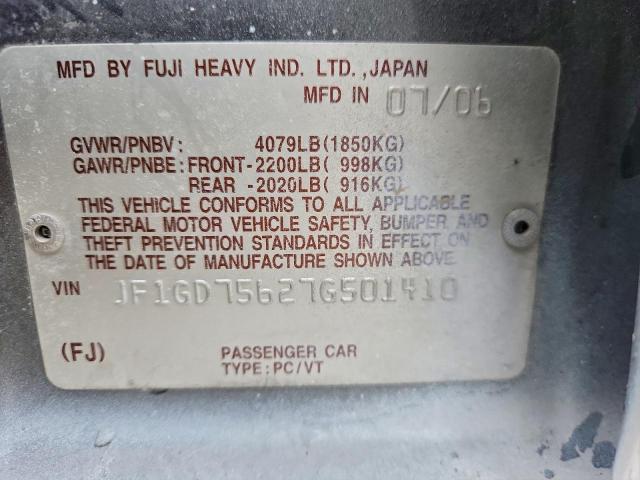 MFD BY FUJI HEAVY IND. LTD., JAPAN
MFD IN 07/06
GVWR/PNBV: 4079LB(1850KG)
GAWR/PNBE: FRONT-2200LB( 998KG)
REAR -2020LB( 916KG)
THIS VEHICLE CONFORMS TO ALL APPLICABLE
FEDERAL MOTOR VEHICLE SAFETY, BUMPER, AND
THEFT PREVENTION STANDARDS IN EFFECT ON
THE DATE OF MANUFACTURE SHOWN ABOVE.
VIN JF1GD75627G501410
(FJ) PASSENGER CAR
TYPE: PC/VT